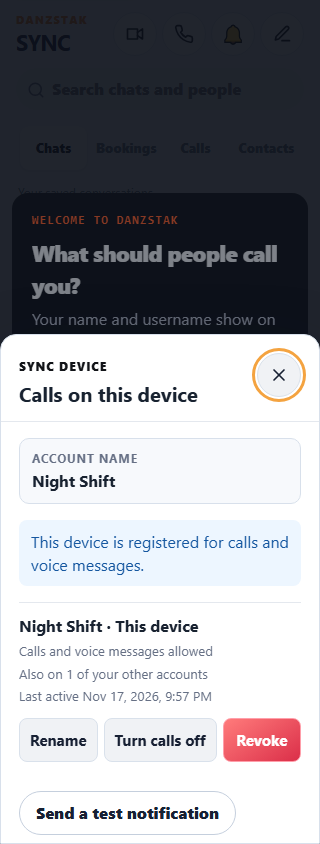 DANZSTAK
SYNC
Search chats and people
Chats
Bookings
Calls
Contacts
WELCOME TO DANZSTAK
What should people call
you?
Your name and username show on
SYNC DEVICE
Calls on this device
ACCOUNT NAME
Night Shift
This device is registered for calls and
voice messages.
Night Shift · This device
Calls and voice messages allowed
Also on 1 of your other accounts
Last active Nov 17, 2026, 9:57 PM
Rename
Turn calls off
Revoke
Send a test notification